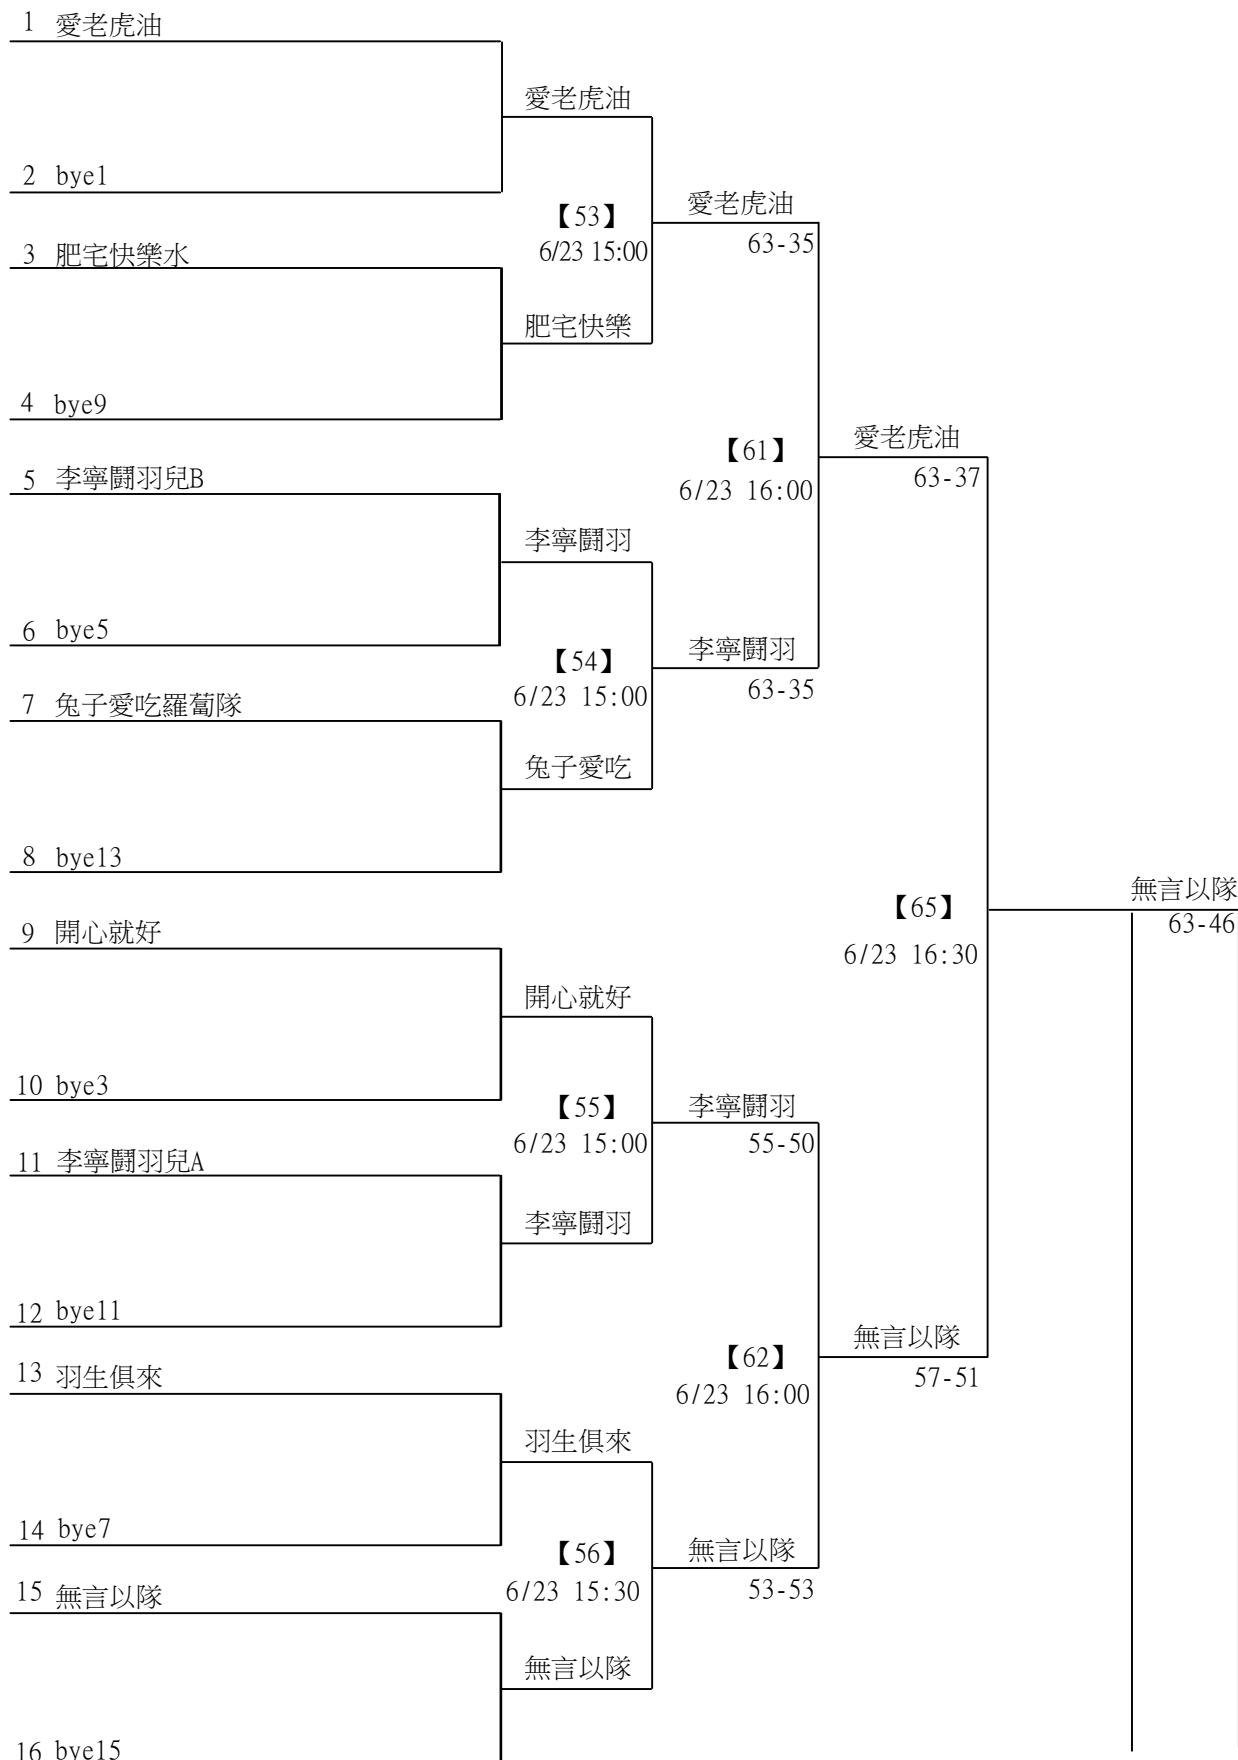 1 愛老虎油
愛老虎油
2 bye1
【53】
6/23 15:00
愛老虎油
63-35
3 肥宅快樂水
肥宅快樂
4 bye9
【61】
6/23 16:00
愛老虎油
63-37
5 李寧鬪羽兒B
李寧鬪羽
6 bye5
【54】
6/23 15:00
李寧鬪羽
63-35
7 兔子愛吃羅蔔隊
兔子愛吃
8 bye13
【65】
6/23 16:30
無言以隊
63-46
9 開心就好
開心就好
10 bye3
【55】
6/23 15:00
李寧鬪羽
55-50
11 李寧鬪羽兒A
李寧鬪羽
12 bye11
【62】
6/23 16:00
無言以隊
57-51
13 羽生俱來
羽生俱來
14 bye7
【56】
6/23 15:30
無言以隊
53-53
15 無言以隊
無言以隊
16 bye15